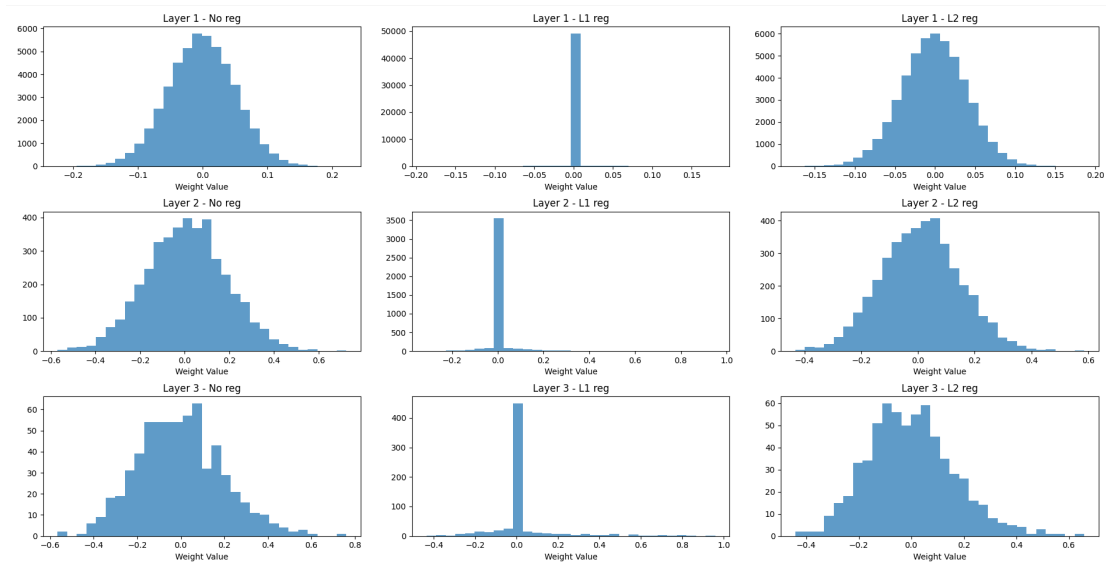 Layer 1 - No reg
6000
5000
4000
3000
2000
1000
0
−0.2 −0.1 0.0 0.1 0.2
Weight Value
Layer 1 - L1 reg
50000
40000
30000
20000
10000
0
−0.20 −0.15 −0.10 −0.05 0.00 0.05 0.10 0.15
Weight Value
Layer 1 - L2 reg
6000
5000
4000
3000
2000
1000
0
−0.15 −0.10 −0.05 0.00 0.05 0.10 0.15 0.20
Weight Value
Layer 2 - No reg
400
300
200
100
0
−0.6 −0.4 −0.2 0.0 0.2 0.4 0.6
Weight Value
Layer 2 - L1 reg
3500
3000
2500
2000
1500
1000
500
0
−0.2 0.0 0.2 0.4 0.6 0.8 1.0
Weight Value
Layer 2 - L2 reg
400
300
200
100
0
−0.4 −0.2 0.0 0.2 0.4 0.6
Weight Value
Layer 3 - No reg
60
50
40
30
20
10
0
−0.6 −0.4 −0.2 0.0 0.2 0.4 0.6 0.8
Weight Value
Layer 3 - L1 reg
400
300
200
100
0
−0.4 −0.2 0.0 0.2 0.4 0.6 0.8 1.0
Weight Value
Layer 3 - L2 reg
60
50
40
30
20
10
0
−0.4 −0.2 0.0 0.2 0.4 0.6
Weight Value